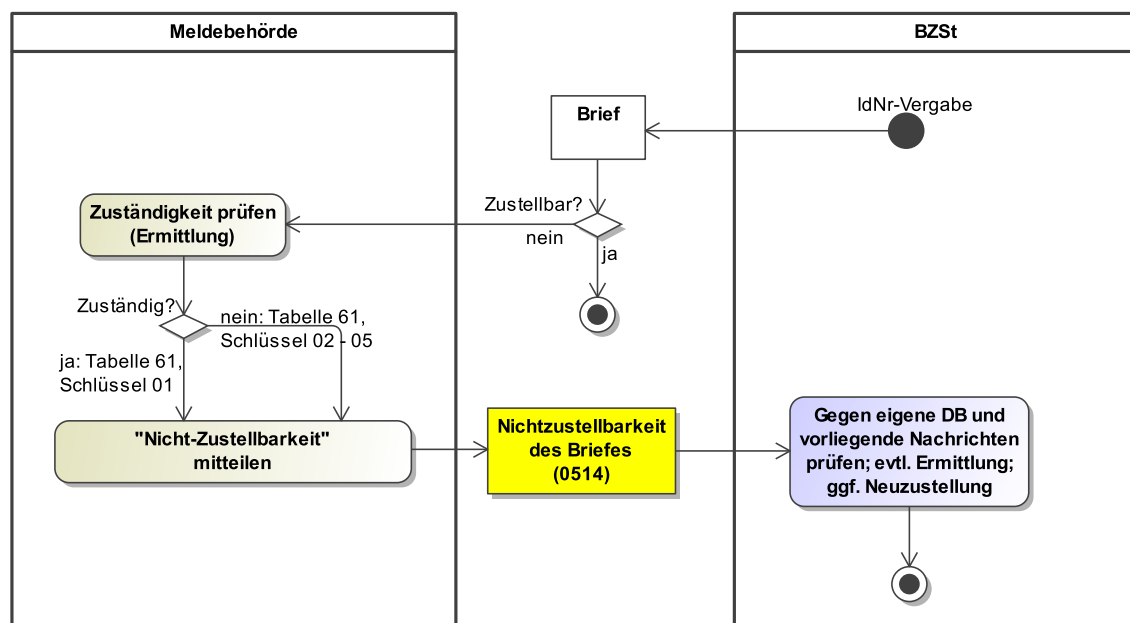 Meldebehörde
BZSt
IdNr-Vergabe
Brief
Zustellbar?
nein
ja
Zuständigkeit prüfen
(Ermittlung)
Zuständig?
nein: Tabelle 61,
Schlüssel 02 - 05
ja: Tabelle 61,
Schlüssel 01
"Nicht-Zustellbarkeit"
mitteilen
Nichtzustellbarkeit
des Briefes
(0514)
Gegen eigene DB und
vorliegende Nachrichten
prüfen; evtl. Ermittlung;
ggf. Neuzustellung